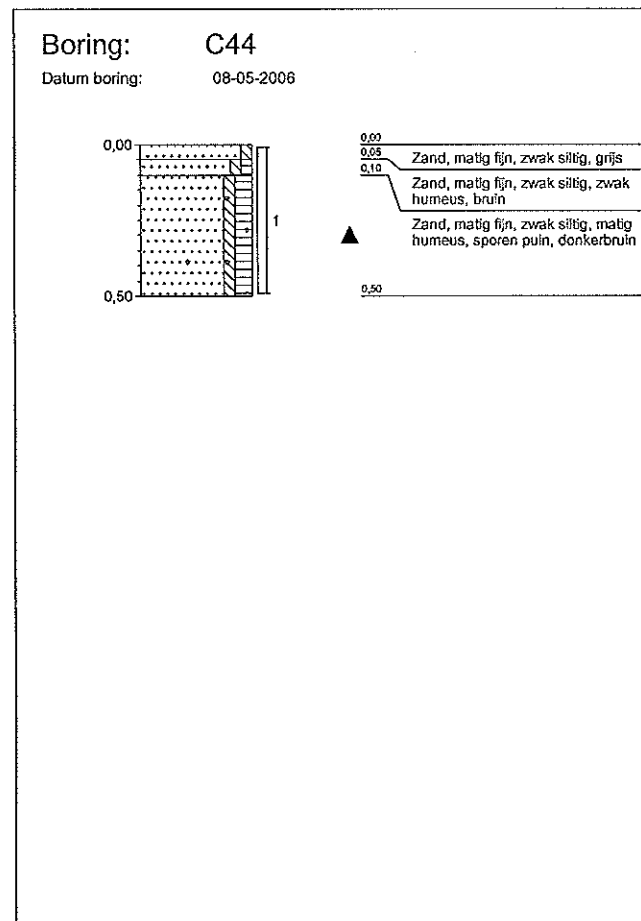 Boring: C44
Datum boring: 08-05-2006
0,00
0,50
1
0,00
0,05
Zand, matig fijn, zwak siltig, grijs
0,10
Zand, matig fijn, zwak siltig, zwak
humeus, bruin
Zand, matig fijn, zwak siltig, matig
humeus, sporen puin, donkerbruin
0,50